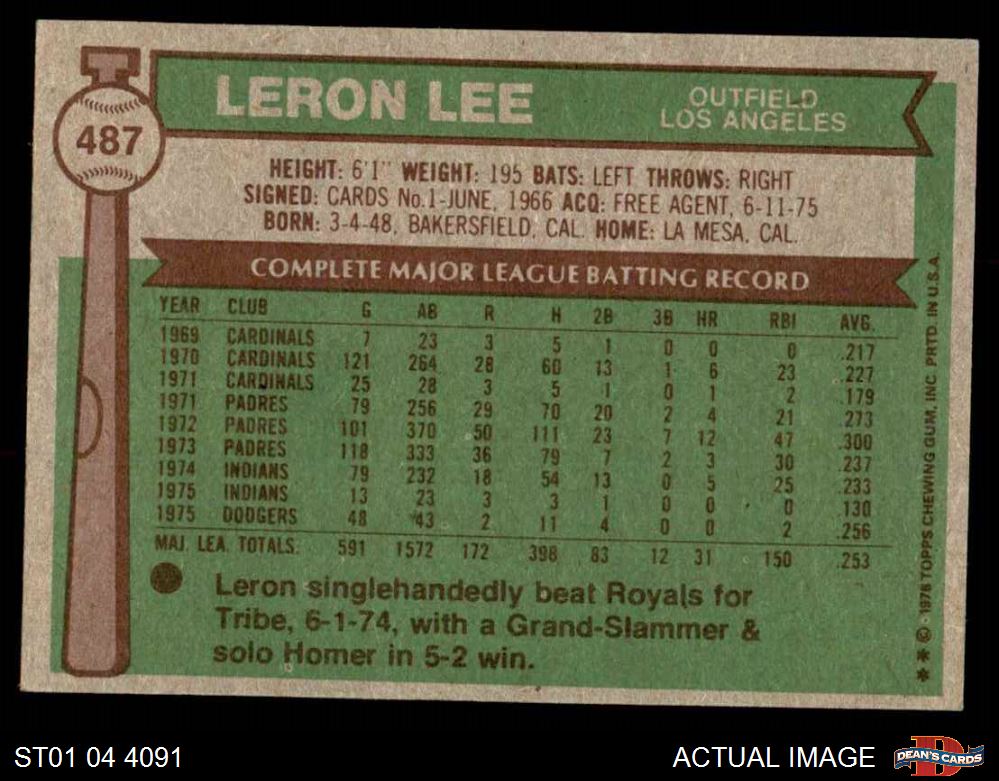 LERON LEE
OUTFIELD
LOS ANGELES
487
HEIGHT: 6'1" WEIGHT: 195 BATS: LEFT THROWS: RIGHT
SIGNED: CARDS No.1-JUNE, 1966 ACQ: FREE AGENT, 6-11-75
BORN: 3-4-48, BAKERSFIELD, CAL. HOME: LA MESA, CAL.
COMPLETE MAJOR LEAGUE BATTING RECORD
YEAR CLUB G AB R H 2B 3B HR RBI AVG.
1969 CARDINALS 7 23 3 5 1 0 0 0 .217
1970 CARDINALS 121 264 28 60 13 1 6 23 .227
1971 CARDINALS 25 28 3 5 1 0 1 2 .179
1971 PADRES 79 256 29 70 20 2 4 21 .273
1972 PADRES 101 370 50 111 23 7 12 47 .300
1973 PADRES 118 333 36 79 7 2 3 30 .237
1974 INDIANS 79 232 18 54 13 0 5 25 .233
1975 INDIANS 13 23 3 3 1 0 0 0 .130
1975 DODGERS 48 43 2 11 4 0 0 2 .256
MAJ. LEA. TOTALS. 591 1572 172 398 83 12 31 150 .253
Leron singlehandedly beat Royals for
Tribe, 6-1-74, with a Grand-Slammer &
solo Homer in 5-2 win.
* * © 1976 TOPPS CHEWING GUM, INC. PRTD. IN U.S.A.
ST01 04 4091
ACTUAL IMAGE
D
DEAN'S CARDS